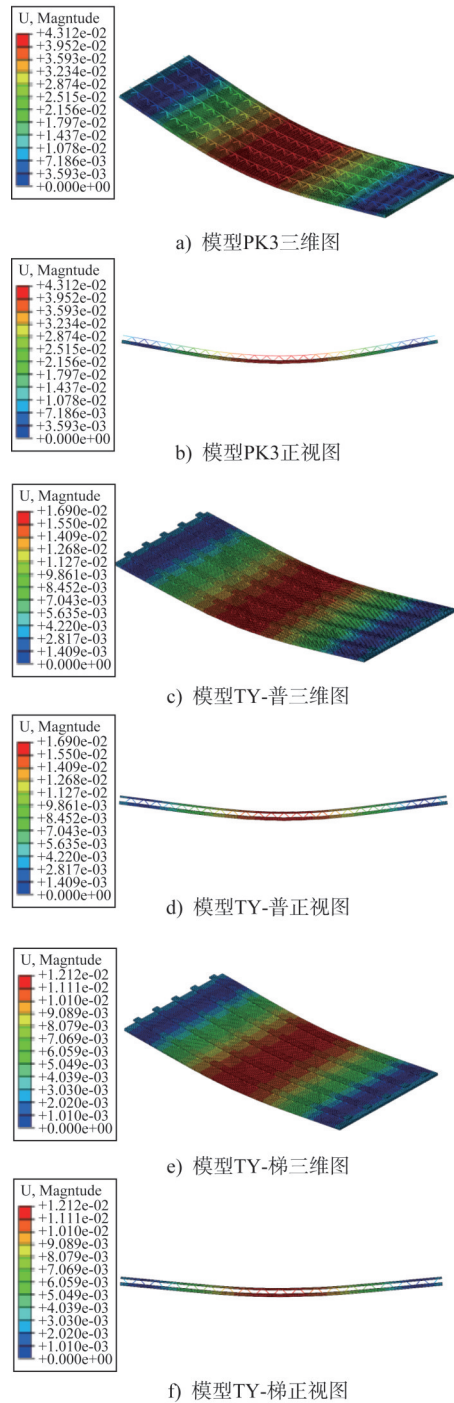 U, Magnitude
+4.312e-02
+3.952e-02
+3.593e-02
+3.234e-02
+2.874e-02
+2.515e-02
+2.156e-02
+1.797e-02
+1.437e-02
+1.078e-02
+7.186e-03
+3.593e-03
+0.000e+00
a) 模型PK3三维图
U, Magntude
+4.312e-02
+3.952e-02
+3.593e-02
+3.234e-02
+2.874e-02
+2.515e-02
+2.156e-02
+1.797e-02
+1.437e-02
+1.078e-02
+7.186e-03
+3.593e-03
+0.000e+00
b) 模型PK3正视图
U, Magntude
+1.690e-02
+1.550e-02
+1.409e-02
+1.268e-02
+1.127e-02
+9.861e-03
+8.452e-03
+7.043e-03
+5.635e-03
+4.220e-03
+2.817e-03
+1.409e-03
+0.000e+00
c) 模型TY-普三维图
U, Magntude
+1.690e-02
+1.550e-02
+1.409e-02
+1.268e-02
+1.127e-02
+9.861e-03
+8.452e-03
+7.043e-03
+5.635e-03
+4.220e-03
+2.817e-03
+1.409e-03
+0.000e+00
d) 模型TY-普正视图
U, Magntude
+1.212e-02
+1.111e-02
+1.010e-02
+9.089e-03
+8.079e-03
+7.069e-03
+6.059e-03
+5.049e-03
+4.039e-03
+3.030e-03
+2.020e-03
+1.010e-03
+0.000e+00
e) 模型TY-梯三维图
U, Magntude
+1.212e-02
+1.111e-02
+1.010e-02
+9.089e-03
+8.079e-03
+7.069e-03
+6.059e-03
+5.049e-03
+4.039e-03
+3.030e-03
+2.020e-03
+1.010e-03
+0.000e+00
f) 模型TY-梯正视图